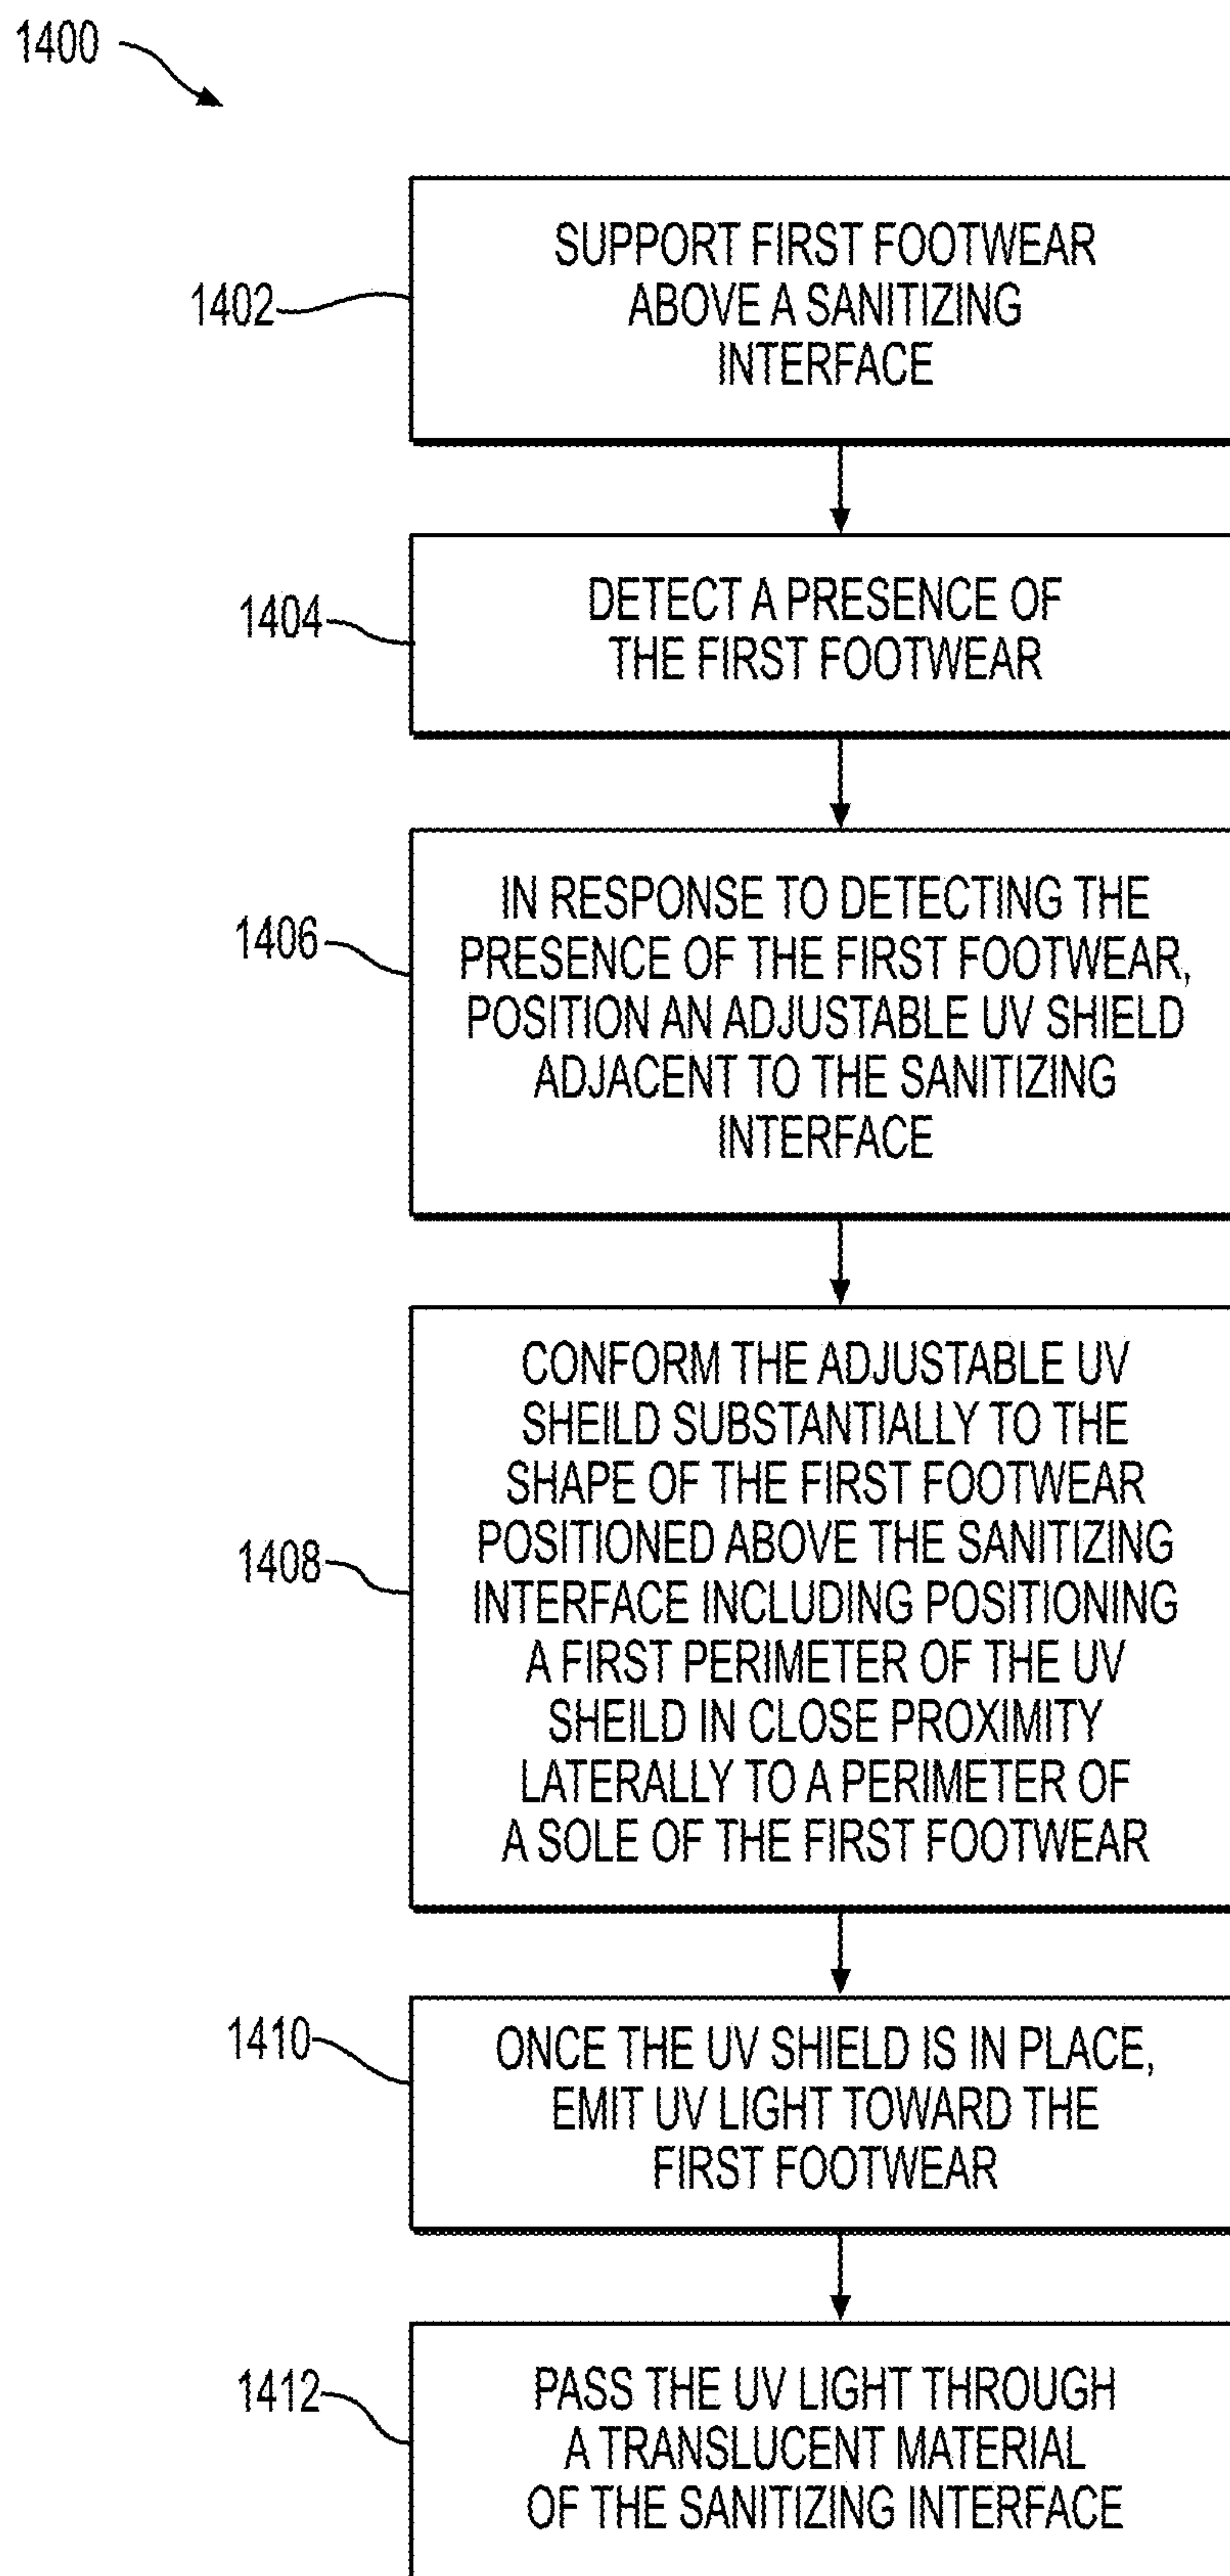 1400
SUPPORT FIRST FOOTWEAR
ABOVE A SANITIZING
INTERFACE
1402
DETECT A PRESENCE OF
THE FIRST FOOTWEAR
1404
IN RESPONSE TO DETECTING THE
PRESENCE OF THE FIRST FOOTWEAR,
POSITION AN ADJUSTABLE UV SHIELD
ADJACENT TO THE SANITIZING
INTERFACE
1406
CONFORM THE ADJUSTABLE UV
SHEILD SUBSTANTIALLY TO THE
SHAPE OF THE FIRST FOOTWEAR
POSITIONED ABOVE THE SANITIZING
INTERFACE INCLUDING POSITIONING
A FIRST PERIMETER OF THE UV
SHEILD IN CLOSE PROXIMITY
LATERALLY TO A PERIMETER OF
A SOLE OF THE FIRST FOOTWEAR
1408
ONCE THE UV SHIELD IS IN PLACE,
EMIT UV LIGHT TOWARD THE
FIRST FOOTWEAR
1410
PASS THE UV LIGHT THROUGH
A TRANSLUCENT MATERIAL
OF THE SANITIZING INTERFACE
1412